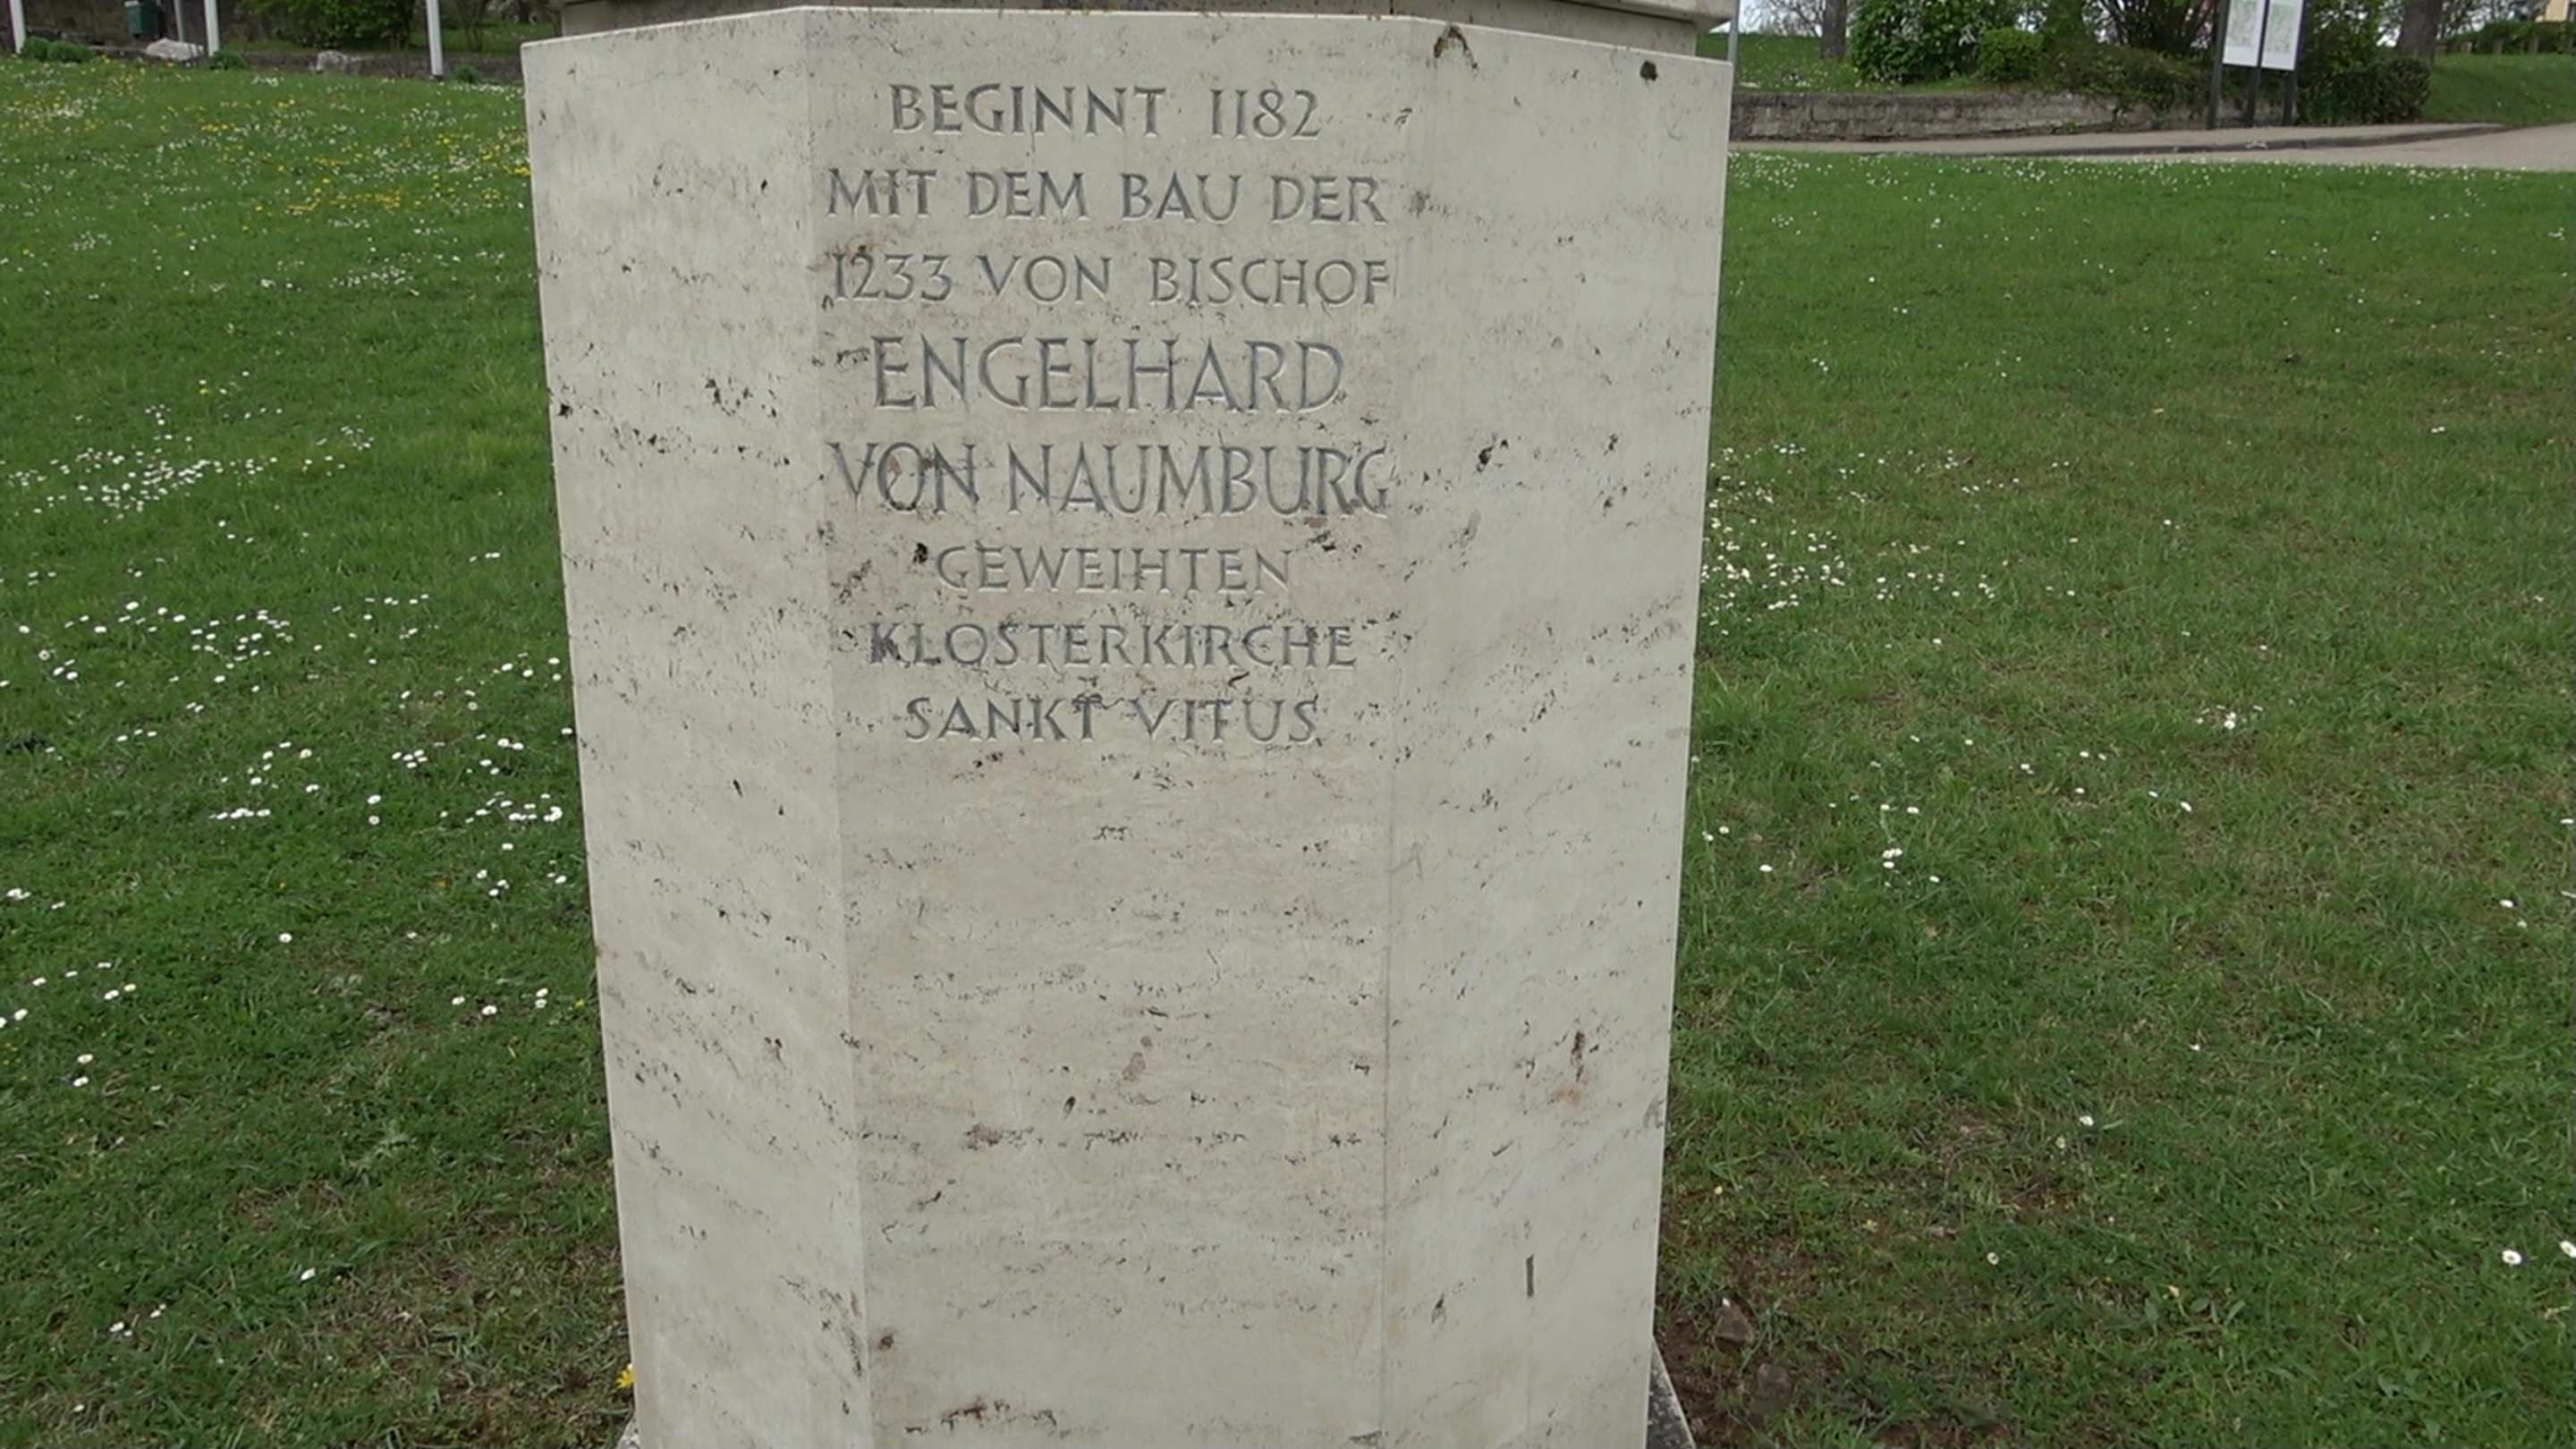 BEGINNT 1182
MIT DEM BAU DER
1233 VON BISCHOF
ENGELHARD
VON NAUMBURG
GEWEIHTEN
KLOSTERKIRCHE
SANKT VITUS